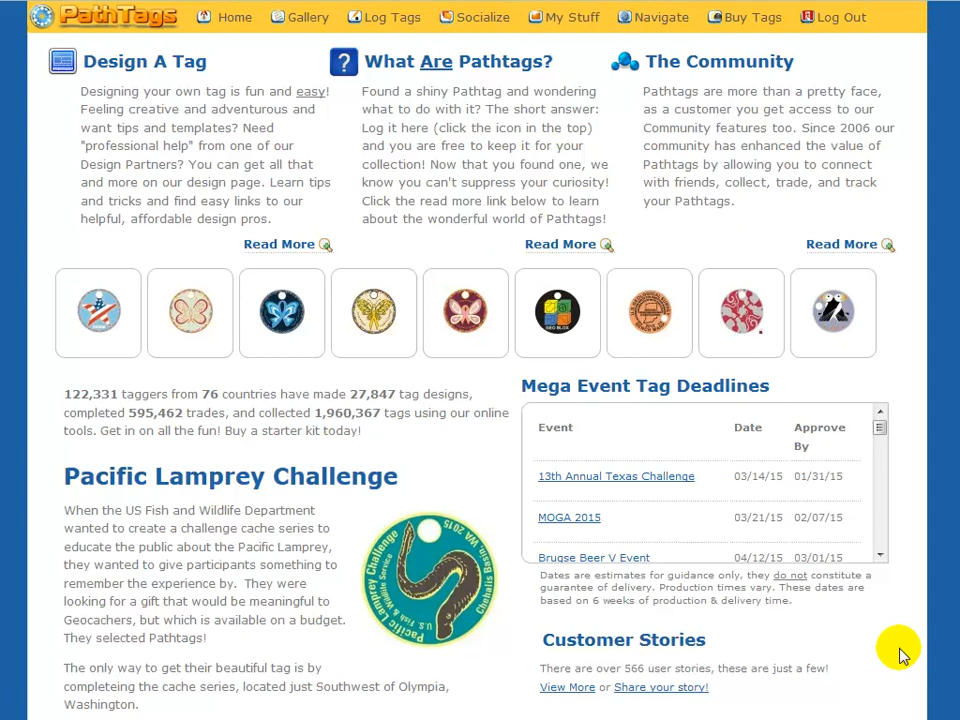 PathTags Home Gallery Log Tags Socialize My Stuff Navigate Buy Tags Log Out
Design A Tag
Designing your own tag is fun and easy!
Feeling creative and adventurous and
want tips and templates? Need
"professional help" from one of our
Design Partners? You can get all that
and more on our design page. Learn tips
and tricks and find easy links to our
helpful, affordable design pros.
Read More
What Are Pathtags?
Found a shiny Pathtag and wondering
what to do with it? The short answer:
Log it here (click the icon in the top)
and you are free to keep it for your
collection! Now that you found one, we
know you can't suppress your curiosity!
Click the read more link below to learn
about the wonderful world of Pathtags!
Read More
The Community
Pathtags are more than a pretty face,
as a customer you get access to our
Community features too. Since 2006 our
community has enhanced the value of
Pathtags by allowing you to connect
with friends, collect, trade, and track
your Pathtags.
Read More
GEO BLOX
122,331 taggers from 76 countries have made 27,847 tag designs,
completed 595,462 trades, and collected 1,960,367 tags using our online
tools. Get in on all the fun! Buy a starter kit today!
Pacific Lamprey Challenge
When the US Fish and Wildlife Department
wanted to create a challenge cache series to
educate the public about the Pacific Lamprey,
they wanted to give participants something to
remember the experience by. They were
looking for a gift that would be meaningful to
Geocachers, but which is available on a budget.
They selected Pathtags!
The only way to get their beautiful tag is by
completeing the cache series, located just Southwest of Olympia,
Washington.
Pacific Lamprey Challenge
U.S. Fish & Wildlife Service
Chehalis Basin, WA 2015
Mega Event Tag Deadlines
Event Date Approve
By
13th Annual Texas Challenge 03/14/15 01/31/15
MOGA 2015 03/21/15 02/07/15
Brugse Beer V Event 04/12/15 03/01/15
Dates are estimates for guidance only, they do not constitute a
guarantee of delivery. Production times vary. These dates are
based on 6 weeks of production & delivery time.
Customer Stories
There are over 566 user stories, these are just a few!
View More or Share your story!